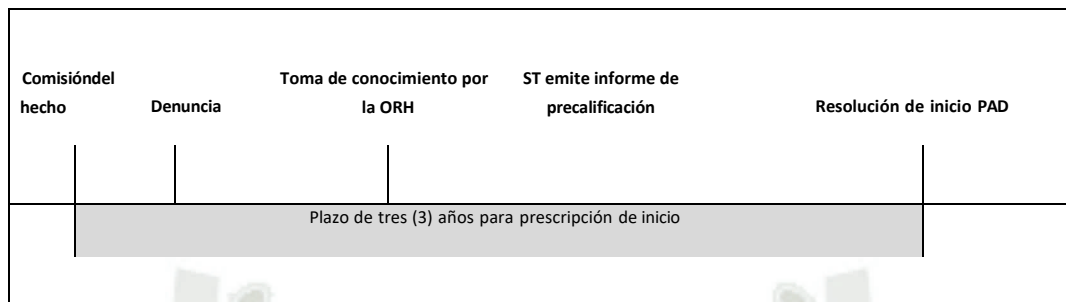 Comisióndel
hecho
Denuncia
Toma de conocimiento por
la ORH
ST emite informe de
precalificación
Resolución de inicio PAD
Plazo de tres (3) años para prescripción de inicio